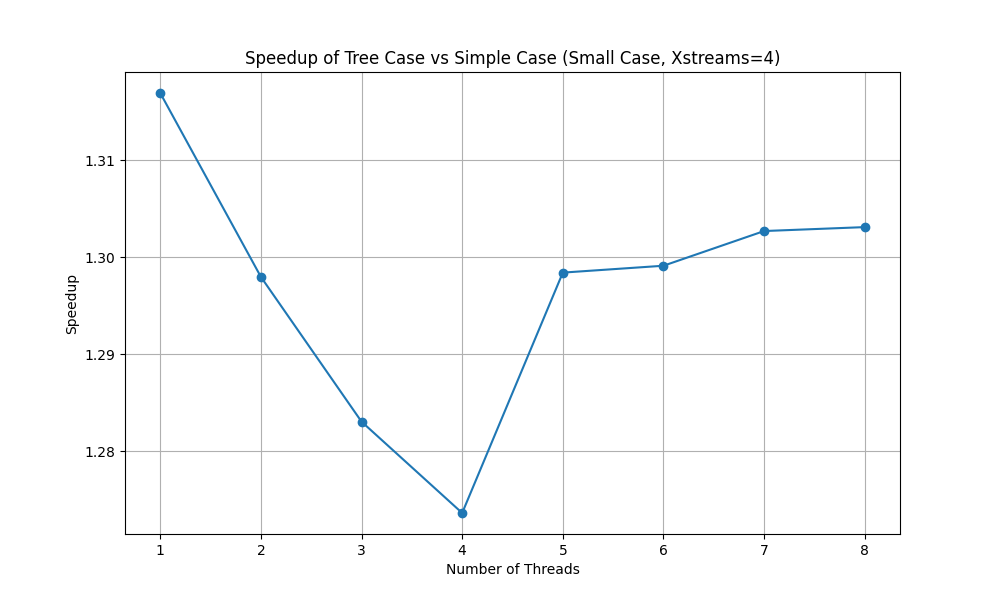 Speedup of Tree Case vs Simple Case (Small Case, Xstreams=4)
1.31
1.30
1.29
1.28
Speedup
1 2 3 4 5 6 7 8
Number of Threads